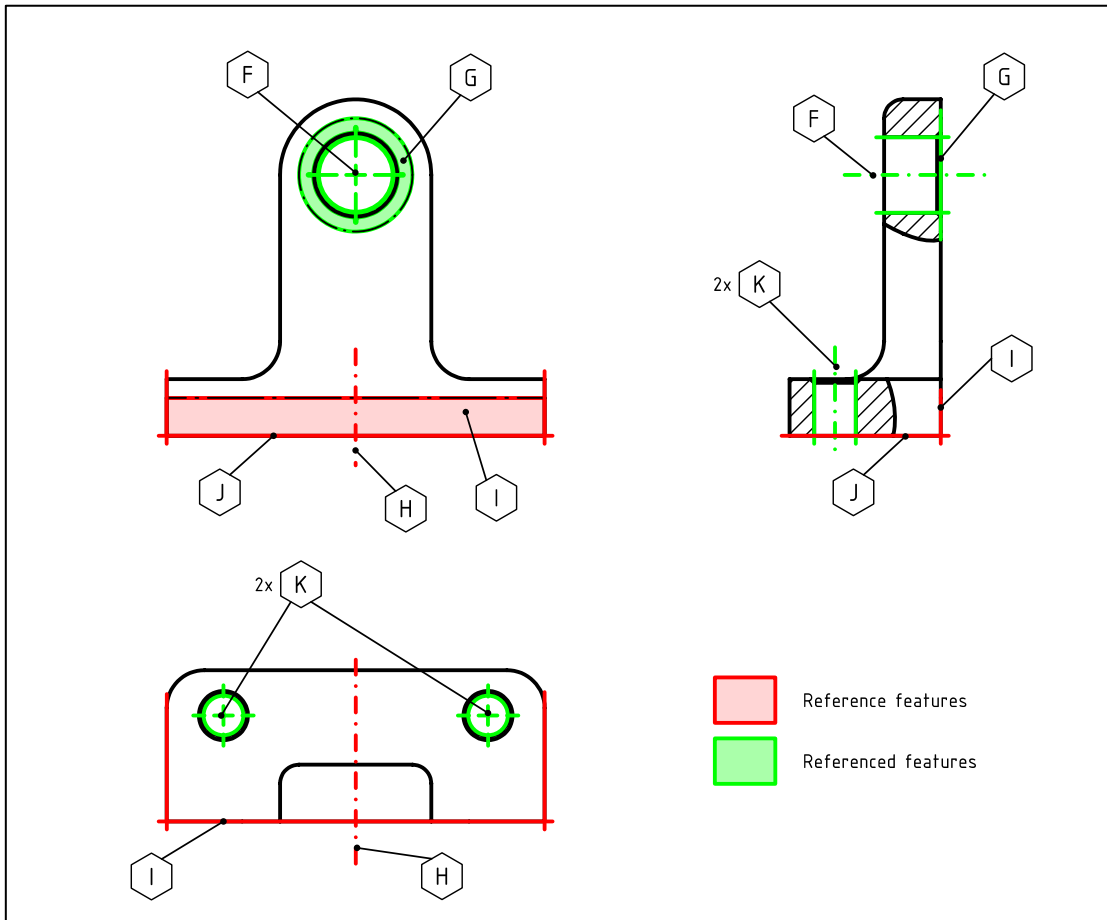 F
G
G
F
2x K
I
J
H
I
J
2x K
Reference features
Referenced features
I
H